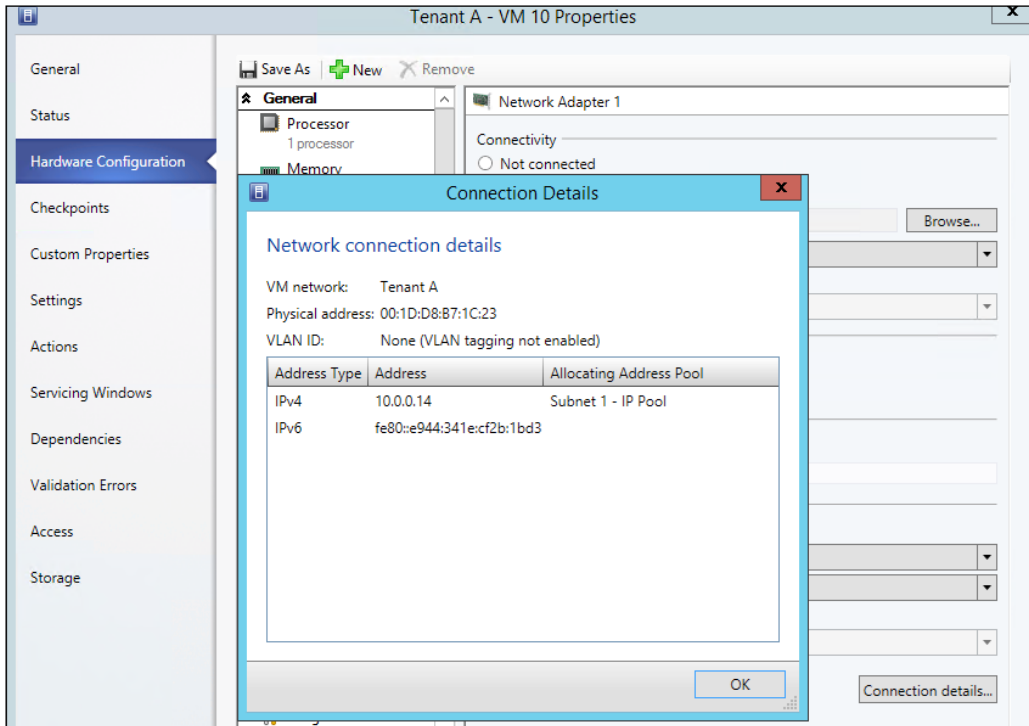 Tenant A - VM 10 Properties
x
General
Status
Hardware Configuration
Checkpoints
Custom Properties
Settings
Actions
Servicing Windows
Dependencies
Validation Errors
Access
Storage
Save As New Remove
General
Processor
1 processor
Memory
Network Adapter 1
Connectivity
Not connected
Browse...
Connection Details
x
Network connection details
VM network: Tenant A
Physical address: 00:1D:D8:B7:1C:23
VLAN ID: None (VLAN tagging not enabled)
Address Type Address Allocating Address Pool
IPv4 10.0.0.14 Subnet 1 - IP Pool
IPv6 fe80::e944:341e:cf2b:1bd3
OK
Connection details...